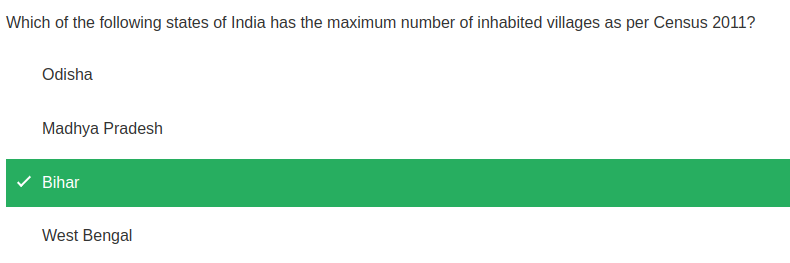 Which of the following states of India has the maximum number of inhabited villages as per Census 2011?
Odisha
Madhya Pradesh
Bihar
West Bengal